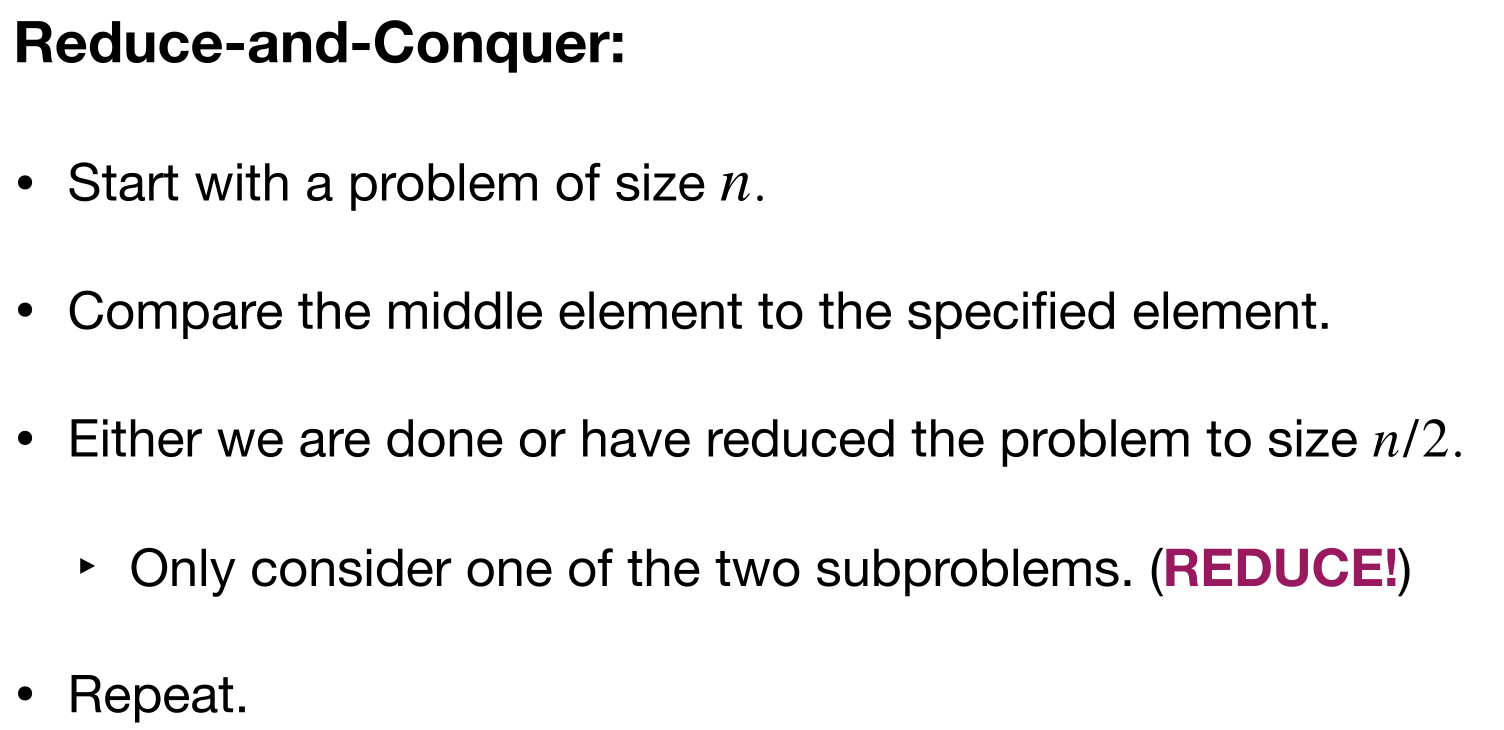 Reduce-and-Conquer:
• Start with a problem of size n.
• Compare the middle element to the specified element.
• Either we are done or have reduced the problem to size n/2.
‣ Only consider one of the two subproblems. (REDUCE!)
• Repeat.